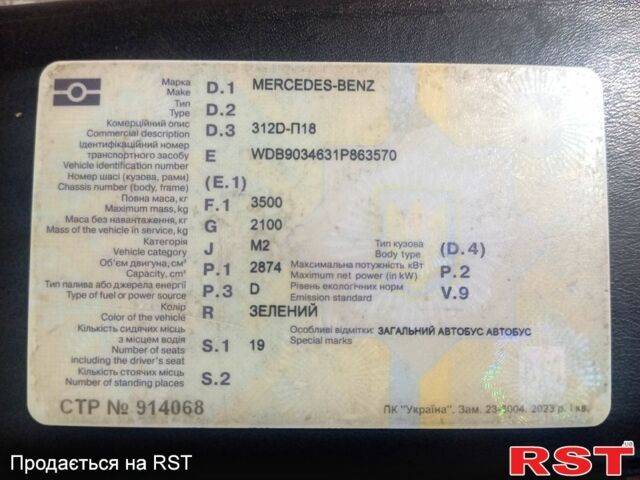 Марка D.1 MERCEDES-BENZ
Make
Тип D.2
Type
Комерційний опис D.3 312D-П18
Commercial description
Ідентифікаційний номер
транспортного засобу E WDB9034631P863570
Vehicle identification number
Номер шасі (кузова, рами) (E.1)
Chassis number (body, frame)
Повна маса, кг F.1 3500
Maximum mass, kg
Маса без навантаження, кг G 2100
Mass of the vehicle in service, kg
Категорія J M2 Тип кузова (D.4)
Vehicle category Body type
Об'єм двигуна, см³ P.1 2874 Максимальна потужність кВт P.2
Capacity, cm³ Maximum net power (in kW)
Тип палива або джерела енергії P.3 D Рівень екологічних норм V.9
Type of fuel or power source Emission standard
Колір R ЗЕЛЕНИЙ
Color of the vehicle
Кількість сидячих місць Особливі відмітки: ЗАГАЛЬНИЙ АВТОБУС АВТОБУС
з місцем водія S.1 19 Special marks
Number of seats
including the driver's seat
Кількість стоячих місць S.2
Number of standing places
СТР № 914068
ПК "Україна". Зам. 23-3004. 2023 р. I кв.
Продається на RST
RST